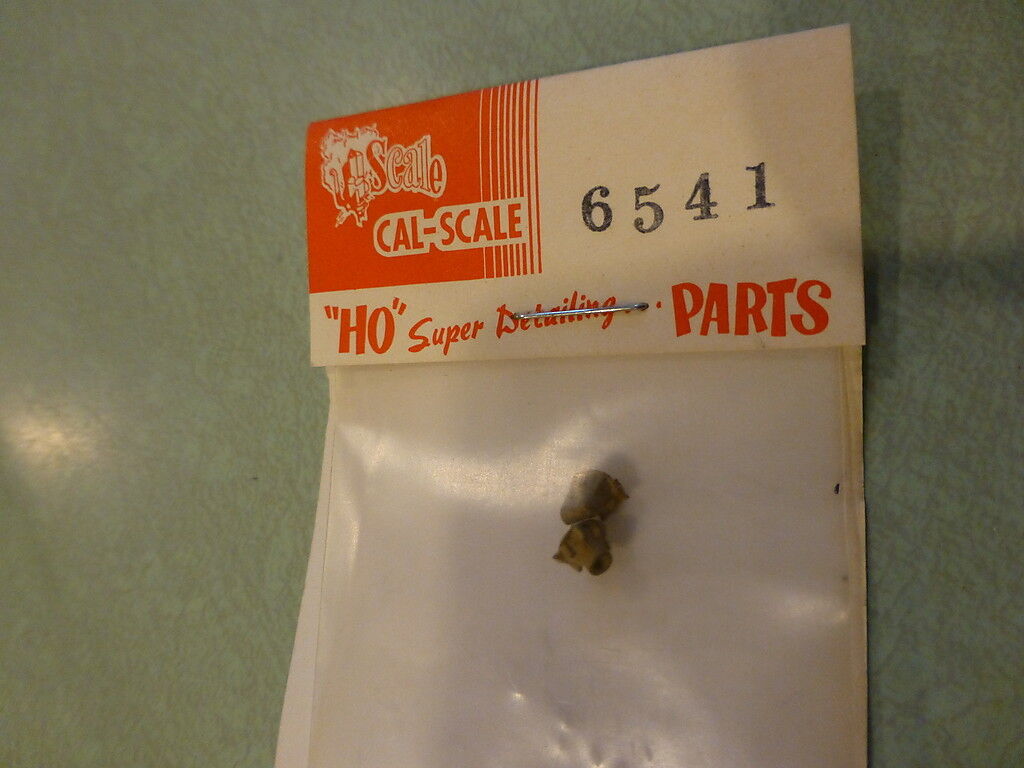 Scale
CAL-SCALE
6541
"HO" Super Detailing . . PARTS